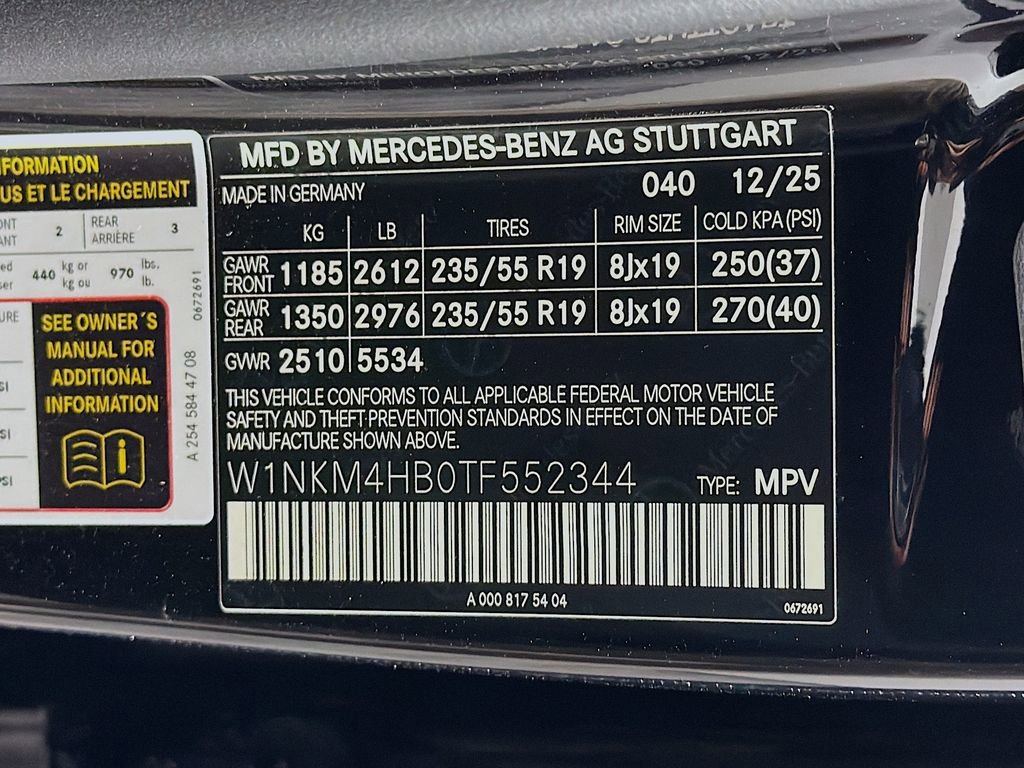 FORMATION
US ET LE CHARGEMENT
2
REAR
ARRIÈRE
3
440 kg or
kg ou
970 lbs.
lb.
SEE OWNER´S
MANUAL FOR
ADDITIONAL
INFORMATION
0672691
A 254 584 47 08
MFD BY MERCEDES-BENZ AG STUTTGART
MADE IN GERMANY 040 12/25
KG LB TIRES RIM SIZE COLD KPA (PSI)
GAWR FRONT 1185 2612 235/55 R19 8Jx19 250(37)
GAWR REAR 1350 2976 235/55 R19 8Jx19 270(40)
GVWR 2510 5534
THIS VEHICLE CONFORMS TO ALL APPLICABLE FEDERAL MOTOR VEHICLE
SAFETY AND THEFT-PREVENTION STANDARDS IN EFFECT ON THE DATE OF
MANUFACTURE SHOWN ABOVE.
W1NKM4HB0TF552344 TYPE: MPV
A 000 817 54 04
0672691